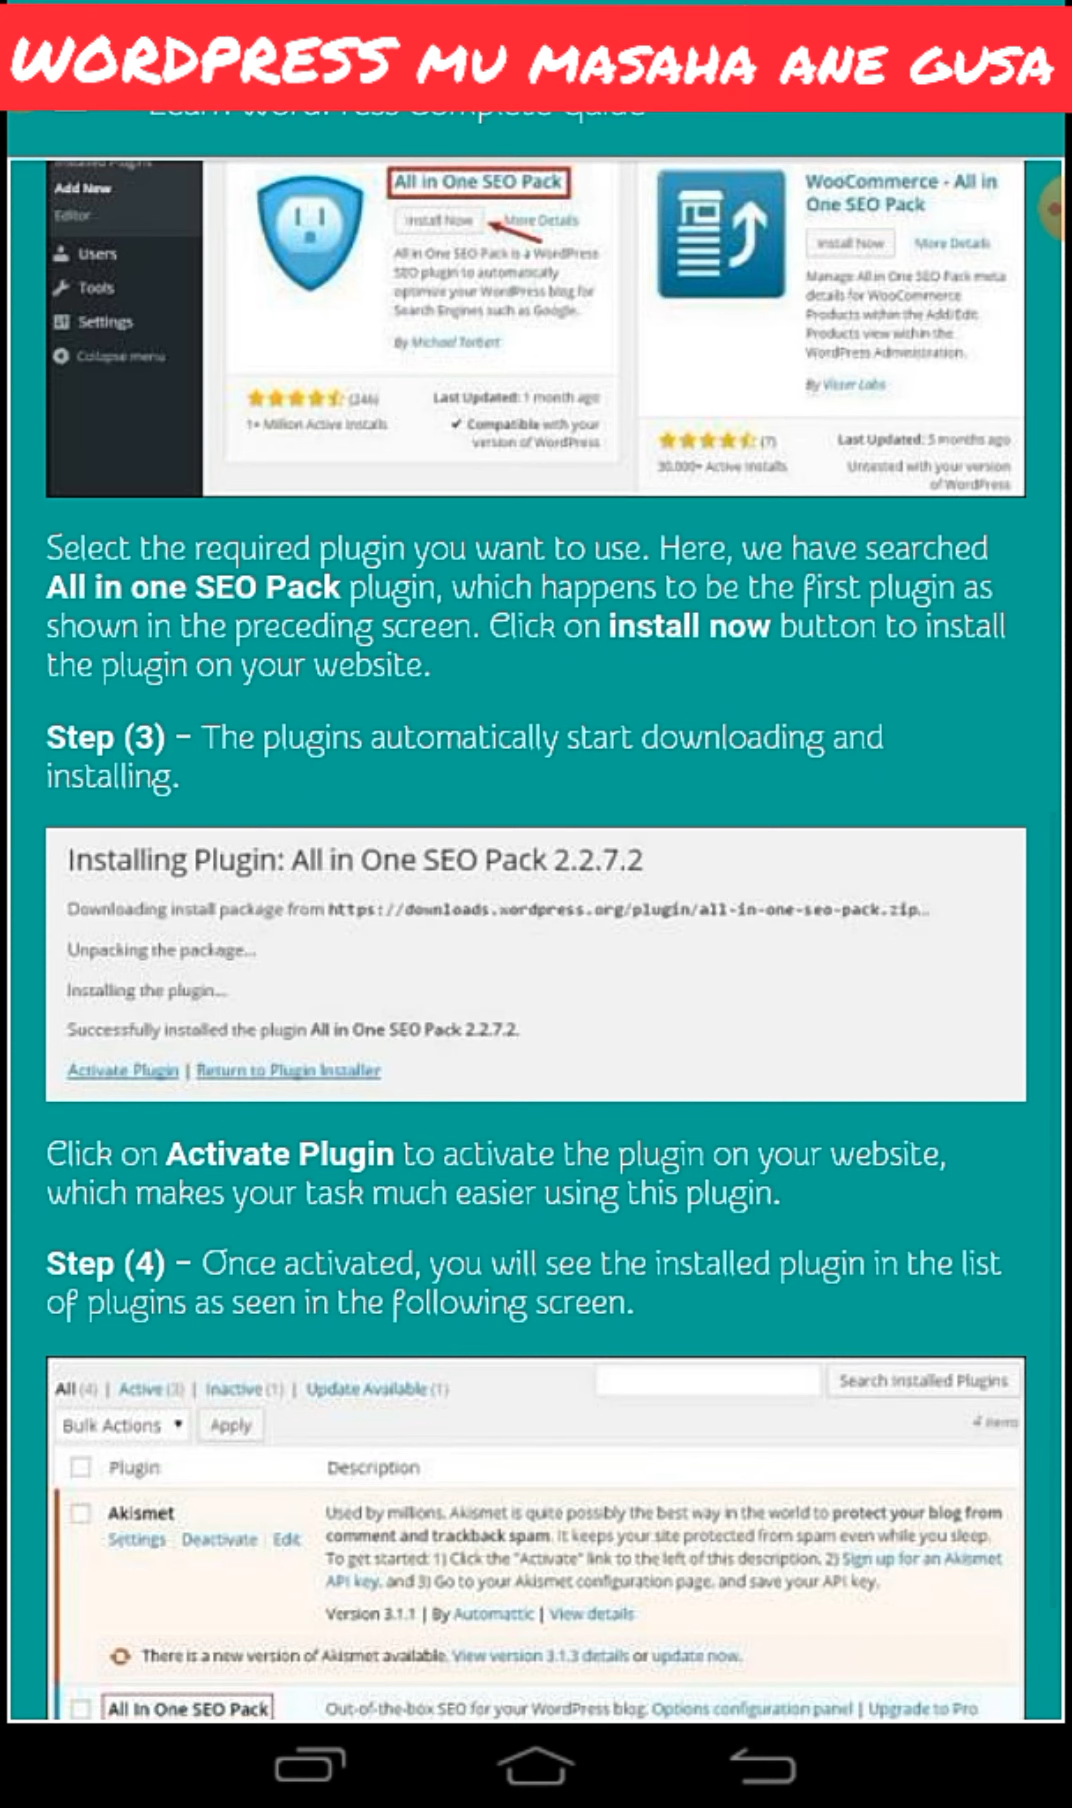 WORDPRESS MU MASAHA ANE GUSA
Learn WordPress Complete Guide
Installed Plugins
Add New
Editor
Users
Tools
Settings
Collapse menu
All in One SEO Pack
Install Now
More Details
All in One SEO Pack is a WordPress
SEO plugin to automatically
optimize your WordPress blog for
Search Engines such as Google.
By Michael Torbert
(346)
Last Updated: 1 month ago
1+ Million Active Installs
✔ Compatible with your
version of WordPress
WooCommerce - All in
One SEO Pack
Install Now
More Details
Manage All in One SEO Pack meta
details for WooCommerce
Products within the Add/Edit
Products view within the
WordPress Administration.
By Visser Labs
(7)
Last Updated: 5 months ago
30,000+ Active Installs
Untested with your version
of WordPress
Select the required plugin you want to use. Here, we have searched
All in one SEO Pack plugin, which happens to be the first plugin as
shown in the preceding screen. Click on install now button to install
the plugin on your website.
Step (3) – The plugins automatically start downloading and
installing.
Installing Plugin: All in One SEO Pack 2.2.7.2
Downloading install package from https://downloads.wordpress.org/plugin/all-in-one-seo-pack.zip…
Unpacking the package…
Installing the plugin…
Successfully installed the plugin All in One SEO Pack 2.2.7.2.
Activate Plugin | Return to Plugin Installer
Click on Activate Plugin to activate the plugin on your website,
which makes your task much easier using this plugin.
Step (4) – Once activated, you will see the installed plugin in the list
of plugins as seen in the following screen.
All (4) | Active (3) | Inactive (1) | Update Available (1)
Search Installed Plugins
Bulk Actions
Apply
4 items
Plugin
Description
Akismet
Settings Deactivate Edit
Used by millions, Akismet is quite possibly the best way in the world to protect your blog from
comment and trackback spam. It keeps your site protected from spam even while you sleep.
To get started: 1) Click the "Activate" link to the left of this description, 2) Sign up for an Akismet
API key, and 3) Go to your Akismet configuration page, and save your API key.
Version 3.1.1 | By Automattic | View details
There is a new version of Akismet available. View version 3.1.3 details or update now.
All In One SEO Pack
Out-of-the-box SEO for your WordPress blog. Options configuration panel | Upgrade to Pro